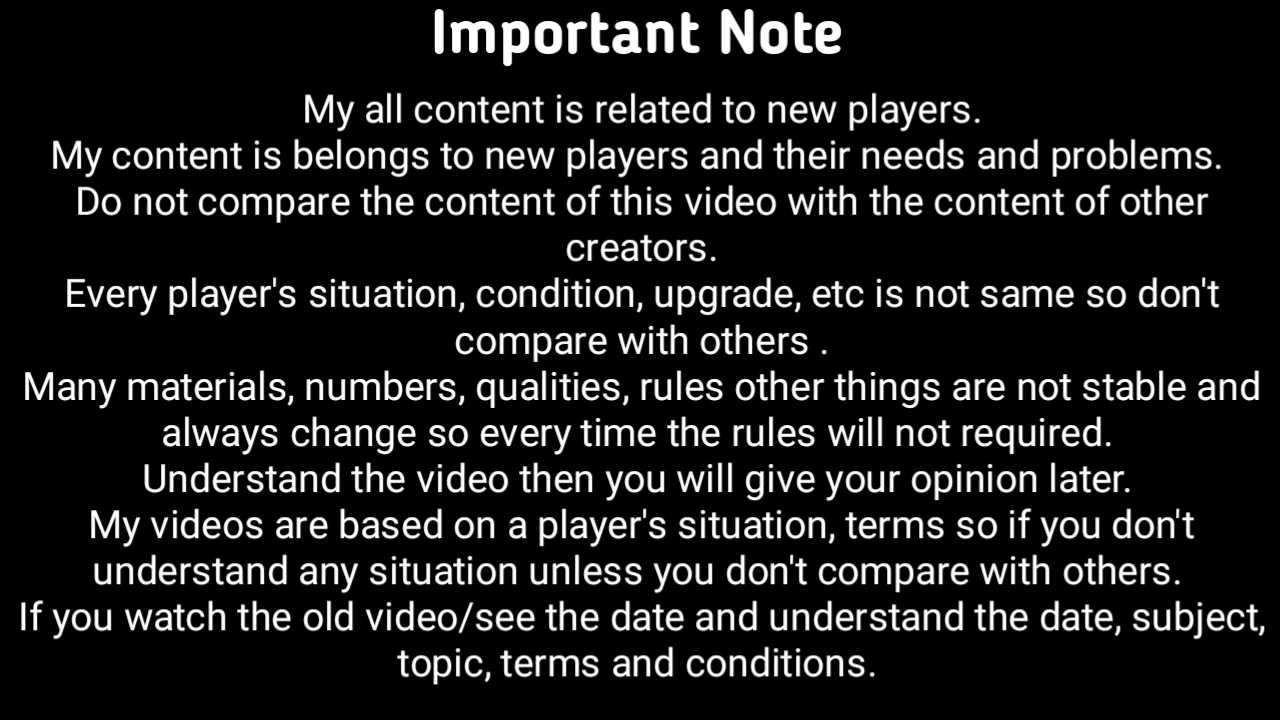 Important Note
My all content is related to new players.
My content is belongs to new players and their needs and problems.
Do not compare the content of this video with the content of other
creators.
Every player's situation, condition, upgrade, etc is not same so don't
compare with others .
Many materials, numbers, qualities, rules other things are not stable and
always change so every time the rules will not required.
Understand the video then you will give your opinion later.
My videos are based on a player's situation, terms so if you don't
understand any situation unless you don't compare with others.
If you watch the old video/see the date and understand the date, subject,
topic, terms and conditions.